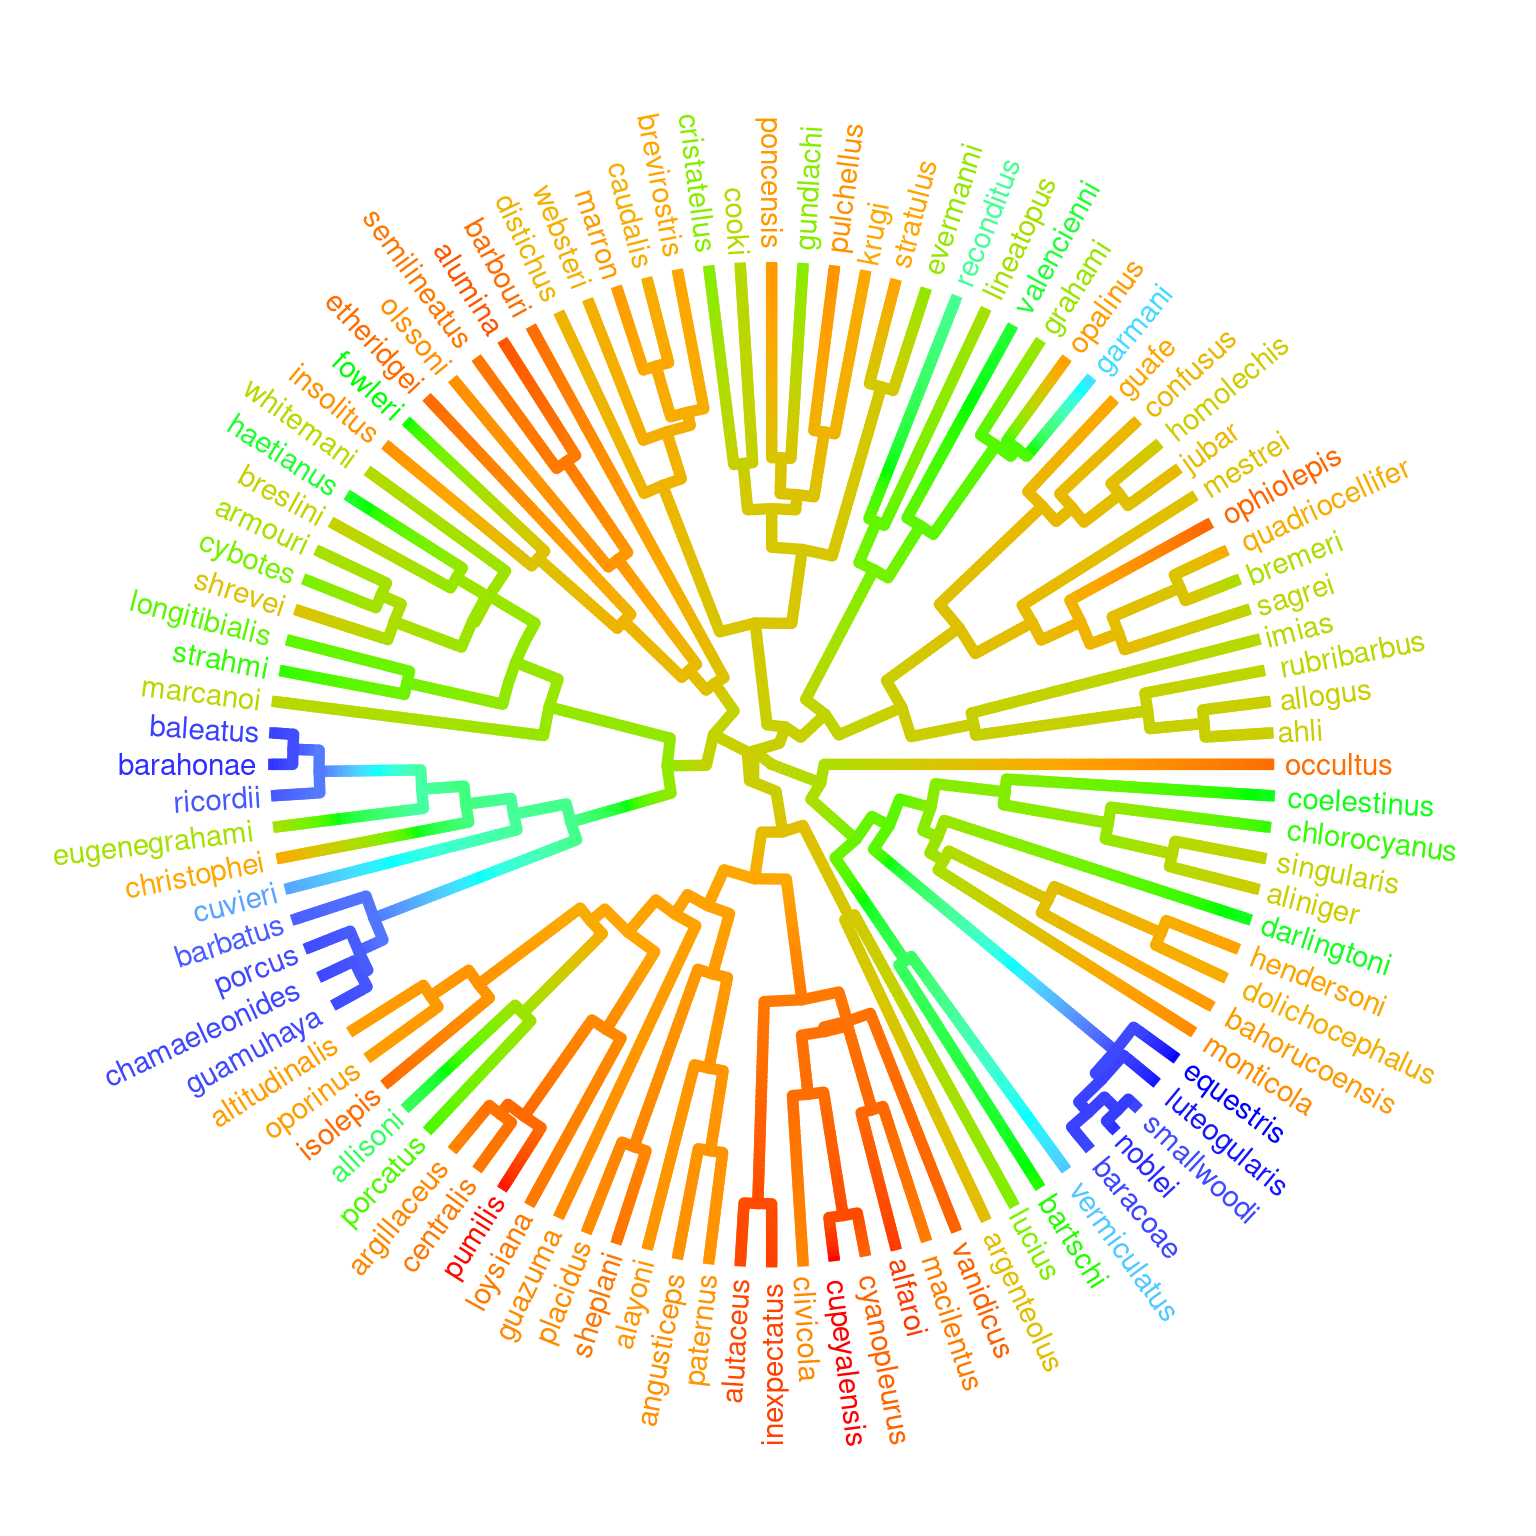 occultus
ahli
allogus
rubribarbus
imias
sagrei
bremeri
quadriocellifer
ophiolepis
mestrei
jubar
homolechis
confusus
guafe
garmani
opalinus
grahami
valencienni
lineatopus
reconditus
evermanni
stratulus
krugi
pulchellus
gundlachi
poncensis
cooki
cristatellus
brevirostris
caudalis
marron
websteri
distichus
barbouri
alumina
semilineatus
olssoni
etheridgei
fowleri
insolitus
whitemani
haetianus
breslini
armouri
cybotes
shrevei
longitibialis
strahmi
marcanoi
baleatus
barahonae
ricordii
eugenegrahami
christophei
cuvieri
barbatus
porcus
chamaeleonides
guamuhaya
altitudinalis
oporinus
isolepis
allisoni
porcatus
argillaceus
centralis
pumilis
loysiana
guazuma
placidus
sheplani
alayoni
angusticeps
paternus
alutaceus
inexpectatus
clivicola
cupeyalensis
cyanopleurus
alfaroi
macilentus
vanidicus
argenteolus
lucius
bartschi
vermiculatus
baracoae
noblei
smallwoodi
luteogularis
equestris
monticola
bahorucoensis
dolichocephalus
hendersoni
darlingtoni
aliniger
singularis
chlorocyanus
coelestinus